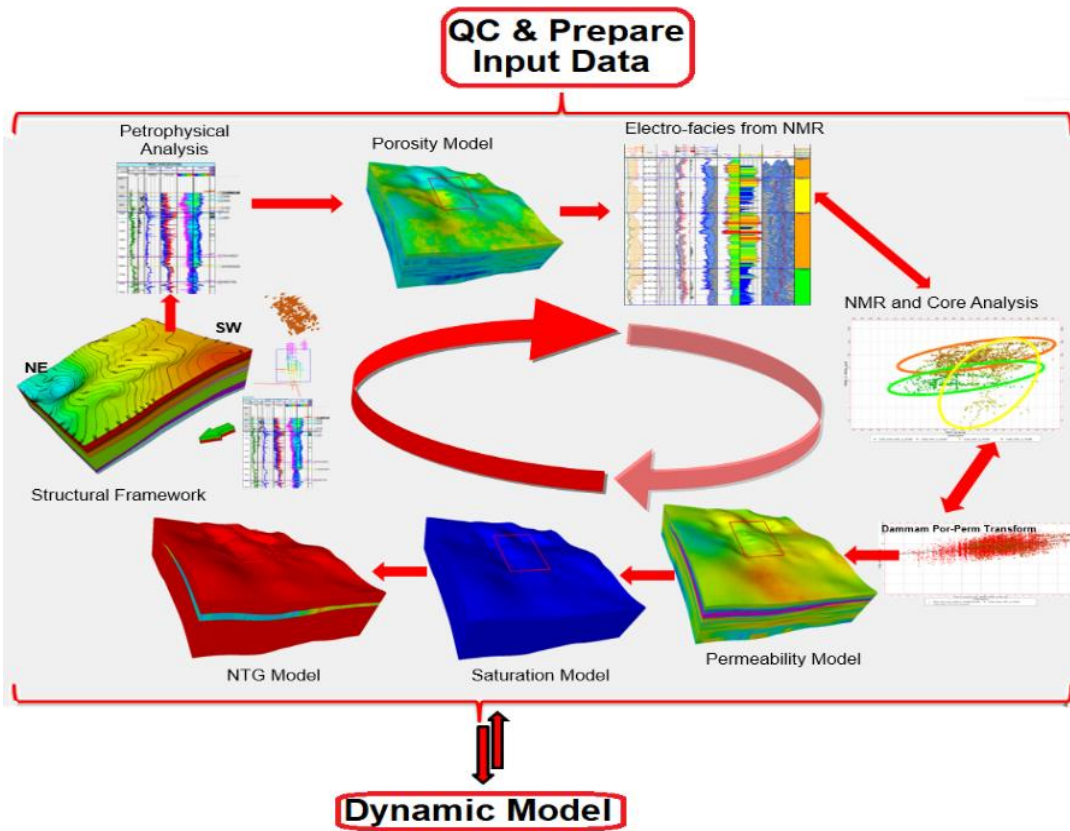 QC & Prepare
Input Data
Petrophysical
Analysis
Porosity Model
Electro-facies from NMR
NMR and Core Analysis
SW
NE
Structural Framework
Dammam Por-Perm Transform
NTG Model
Saturation Model
Permeability Model
Dynamic Model